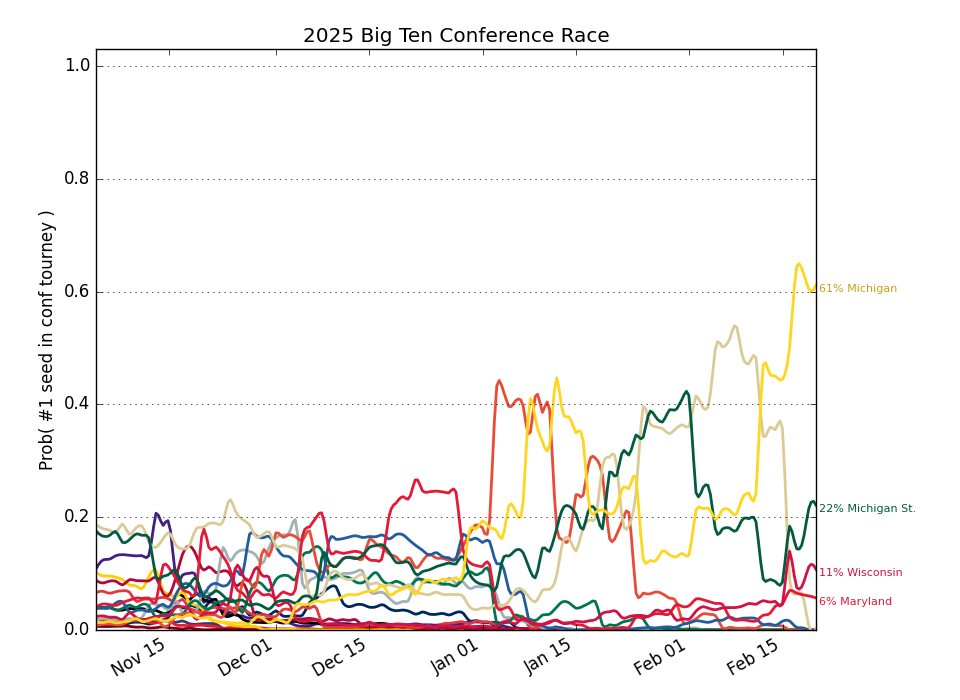 2025 Big Ten Conference Race
Prob( #1 seed in conf tourney )
1.0
0.8
0.6
0.4
0.2
0.0
61% Michigan
22% Michigan St.
11% Wisconsin
6% Maryland
Nov 15
Dec 01
Dec 15
Jan 01
Jan 15
Feb 01
Feb 15